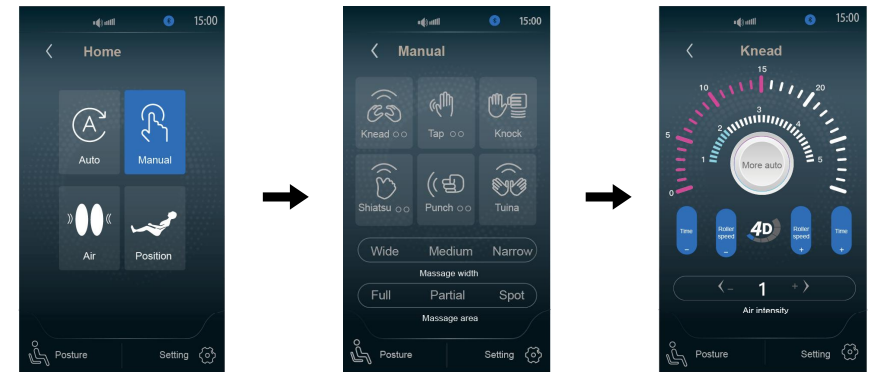 15:00
Home
A
Auto
Manual
Air
Position
Posture
Setting
15:00
Manual
Knead
Tap
Knock
Shiatsu
Punch
Tuina
Wide Medium Narrow
Massage width
Full Partial Spot
Massage area
Posture
Setting
15:00
Knead
15
10
20
5
0
3
2
4
1
5
More auto
Time
–
Roller
speed
–
4D
Roller
speed
+
Time
+
– 1 +
Air intensity
Posture
Setting